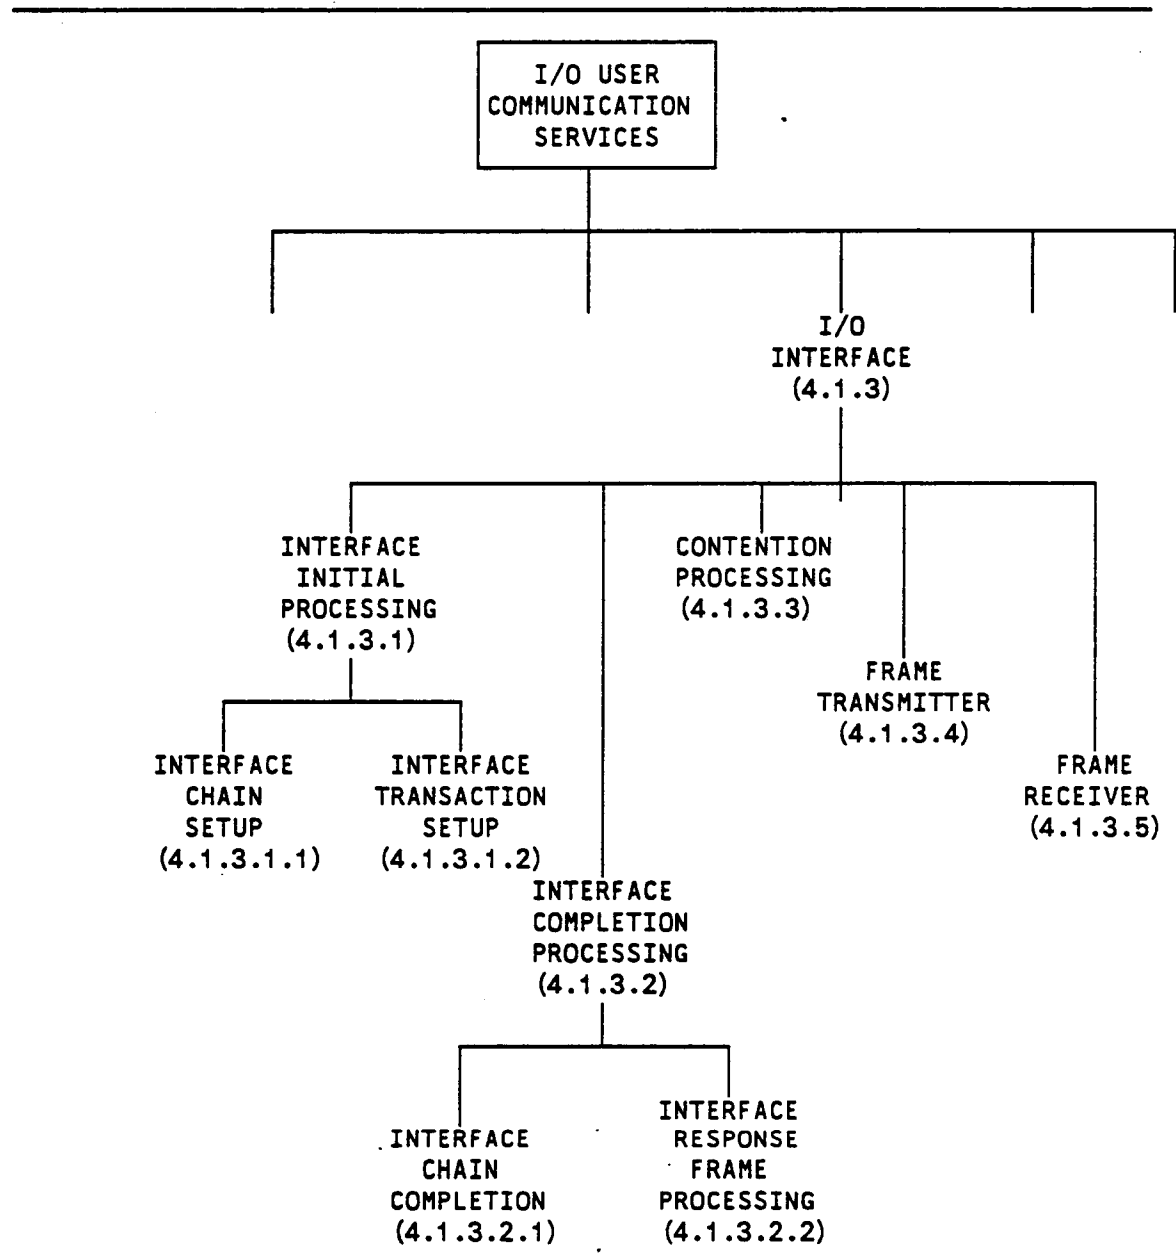 I/O USER
COMMUNICATION
SERVICES
I/O
INTERFACE
(4.1.3)
INTERFACE
INITIAL
PROCESSING
(4.1.3.1)
CONTENTION
PROCESSING
(4.1.3.3)
FRAME
TRANSMITTER
(4.1.3.4)
INTERFACE
CHAIN
SETUP
(4.1.3.1.1)
INTERFACE
TRANSACTION
SETUP
(4.1.3.1.2)
FRAME
RECEIVER
(4.1.3.5)
INTERFACE
COMPLETION
PROCESSING
(4.1.3.2)
INTERFACE
CHAIN
COMPLETION
(4.1.3.2.1)
INTERFACE
RESPONSE
FRAME
PROCESSING
(4.1.3.2.2)